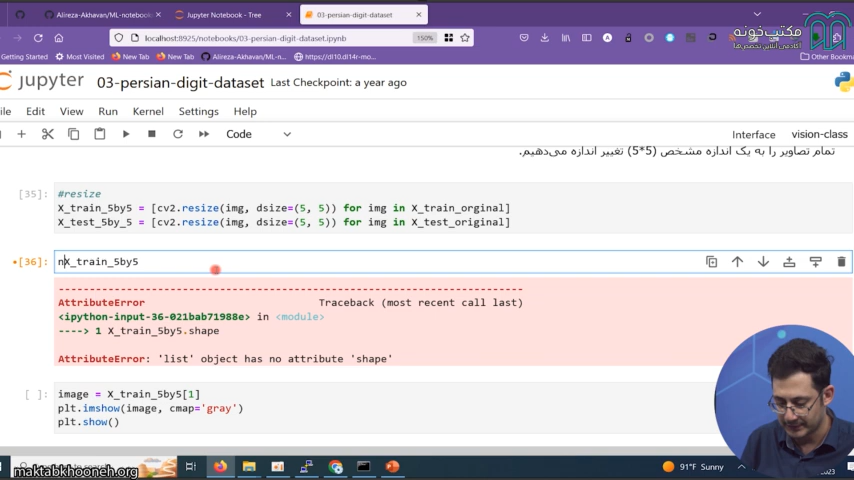 Alireza-Akhavan/ML-notebook
Jupyter Notebook - Tree
03-persian-digit-dataset
مکتب‌خونه
آکادمی آنلاین تخصص‌ها
localhost:8925/notebooks/03-persian-digit-dataset.ipynb
150%
Getting Started
Most Visited
New Tab
New Tab
Alireza-Akhavan/ML-n...
https://dl10.dl14r-mo...
Other Bookm
jupyter
03-persian-digit-dataset
Last Checkpoint: a year ago
ile Edit View Run Kernel Settings Help
Code
Interface
vision-class
تمام تصاویر را به یک اندازه مشخص (5*5) تغییر اندازه می‌دهیم.
[35]:
#resize
X_train_5by5 = [cv2.resize(img, dsize=(5, 5)) for img in X_train_orginal]
X_test_5by_5 = [cv2.resize(img, dsize=(5, 5)) for img in X_test_original]
[36]:
nX_train_5by5
---------------------------------------------------------------------------
AttributeError Traceback (most recent call last)
<ipython-input-36-021bab71988e> in <module>
----> 1 X_train_5by5.shape
AttributeError: 'list' object has no attribute 'shape'
[ ]:
image = X_train_5by5[1]
plt.imshow(image, cmap='gray')
plt.show()
maktabkhooneh.org
91°F Sunny